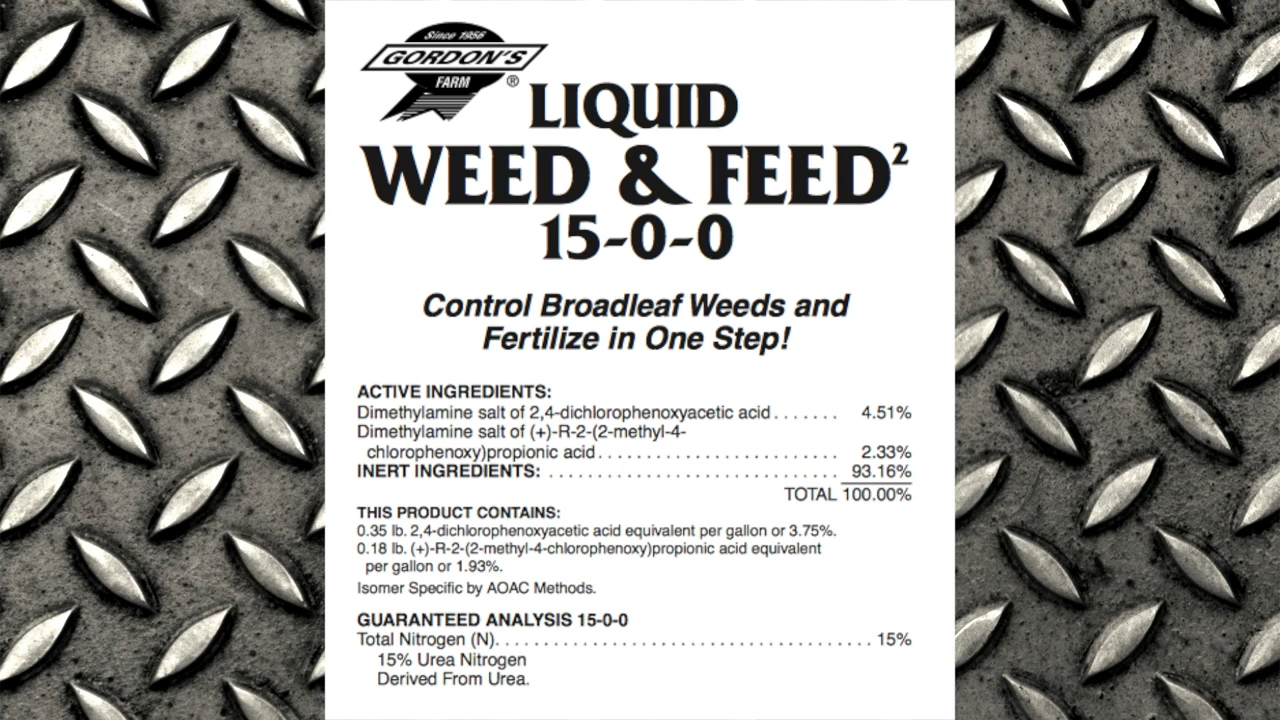 Since 1956
GORDON'S
FARM
®
LIQUID
WEED & FEED²
15-0-0
Control Broadleaf Weeds and
Fertilize in One Step!
ACTIVE INGREDIENTS:
Dimethylamine salt of 2,4-dichlorophenoxyacetic acid . . . . . . . 4.51%
Dimethylamine salt of (+)-R-2-(2-methyl-4-
chlorophenoxy)propionic acid . . . . . . . . . . . . . . . . . . . . . . . . . . 2.33%
INERT INGREDIENTS: . . . . . . . . . . . . . . . . . . . . . . . . . . . . . . . 93.16%
TOTAL 100.00%
THIS PRODUCT CONTAINS:
0.35 lb. 2,4-dichlorophenoxyacetic acid equivalent per gallon or 3.75%.
0.18 lb. (+)-R-2-(2-methyl-4-chlorophenoxy)propionic acid equivalent
per gallon or 1.93%.
Isomer Specific by AOAC Methods.
GUARANTEED ANALYSIS 15-0-0
Total Nitrogen (N). . . . . . . . . . . . . . . . . . . . . . . . . . . . . . . . . . . . . . . . 15%
15% Urea Nitrogen
Derived From Urea.